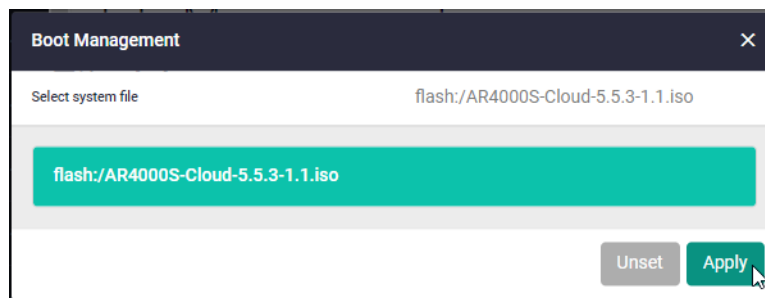 Boot Management
Select system file flash:/AR4000S-Cloud-5.5.3-1.1.iso
flash:/AR4000S-Cloud-5.5.3-1.1.iso
Unset Apply